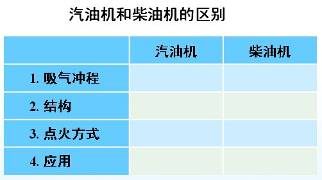 汽油机和柴油机的区别
汽油机 柴油机
1. 吸气冲程
2. 结构
3. 点火方式
4. 应用